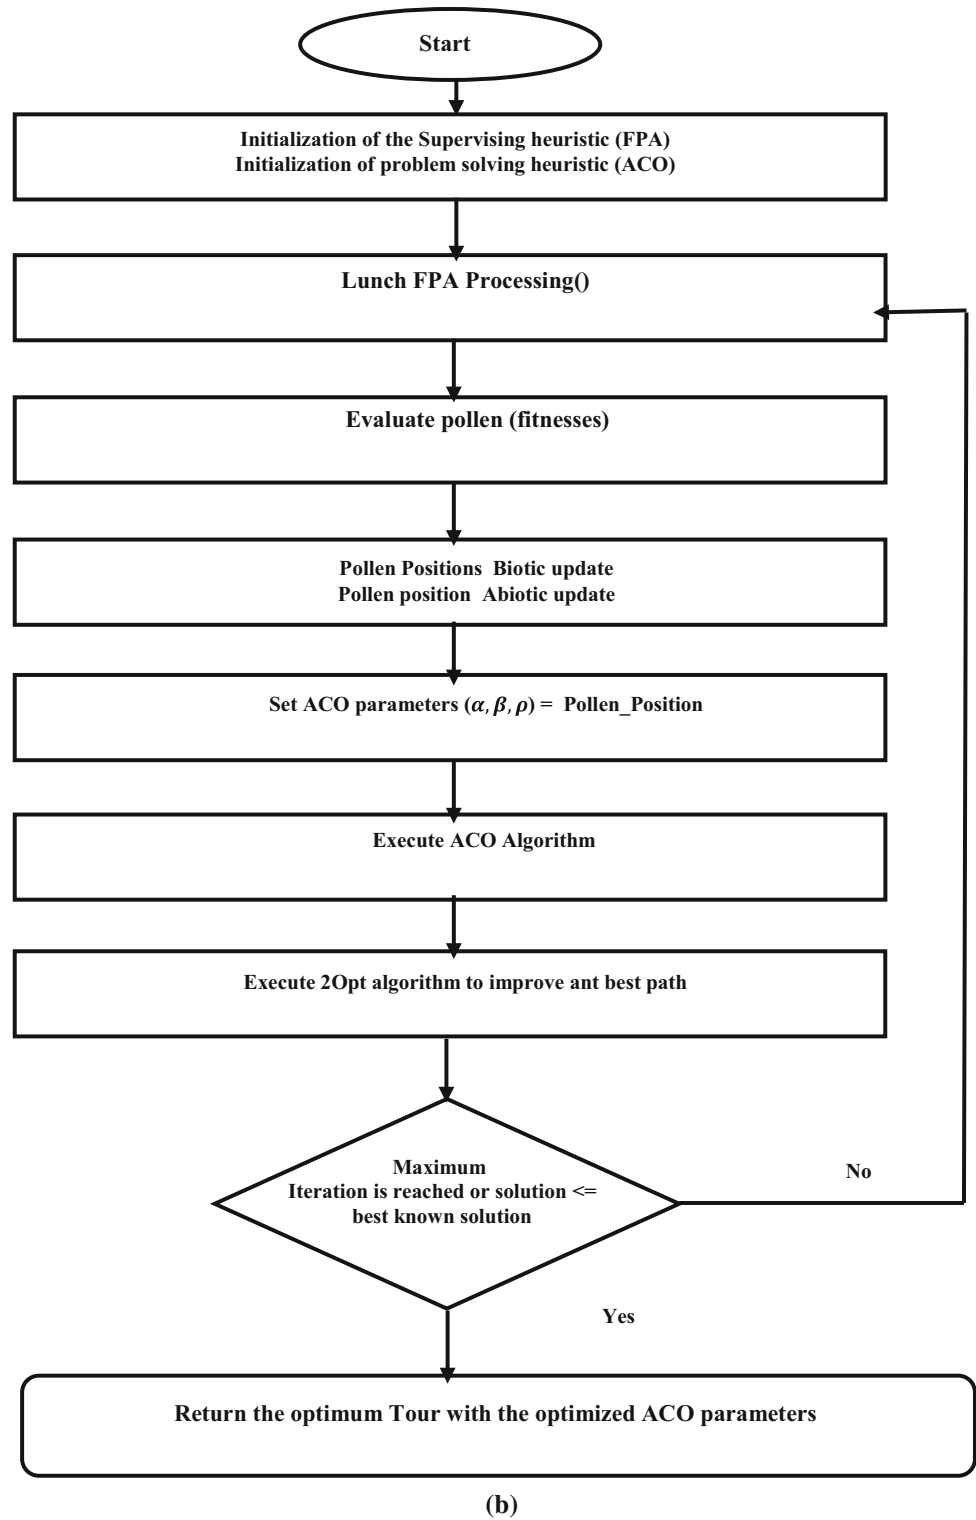 Start
Initialization of the Supervising heuristic (FPA)
Initialization of problem solving heuristic (ACO)
Lunch FPA Processing()
Evaluate pollen (fitnesses)
Pollen Positions Biotic update
Pollen position Abiotic update
Set ACO parameters (α, β, ρ) = Pollen_Position
Execute ACO Algorithm
Execute 2Opt algorithm to improve ant best path
Maximum
Iteration is reached or solution <=
best known solution
No
Yes
Return the optimum Tour with the optimized ACO parameters
(b)